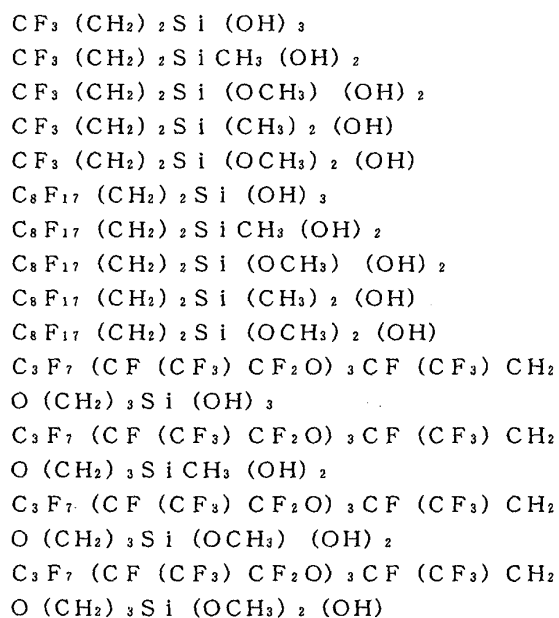 CF₃ (CH₂) ₂Si (OH) ₃
CF₃ (CH₂) ₂SiCH₃ (OH) ₂
CF₃ (CH₂) ₂Si (OCH₃) (OH) ₂
CF₃ (CH₂) ₂Si (CH₃) ₂ (OH)
CF₃ (CH₂) ₂Si (OCH₃) ₂ (OH)
C₈F₁₇ (CH₂) ₂Si (OH) ₃
C₈F₁₇ (CH₂) ₂SiCH₃ (OH) ₂
C₈F₁₇ (CH₂) ₂Si (OCH₃) (OH) ₂
C₈F₁₇ (CH₂) ₂Si (CH₃) ₂ (OH)
C₈F₁₇ (CH₂) ₂Si (OCH₃) ₂ (OH)
C₃F₇ (CF (CF₃) CF₂O) ₃CF (CF₃) CH₂
O (CH₂) ₃Si (OH) ₃
C₃F₇ (CF (CF₃) CF₂O) ₃CF (CF₃) CH₂
O (CH₂) ₃SiCH₃ (OH) ₂
C₃F₇ (CF (CF₃) CF₂O) ₃CF (CF₃) CH₂
O (CH₂) ₃Si (OCH₃) (OH) ₂
C₃F₇ (CF (CF₃) CF₂O) ₃CF (CF₃) CH₂
O (CH₂) ₃Si (OCH₃) ₂ (OH)